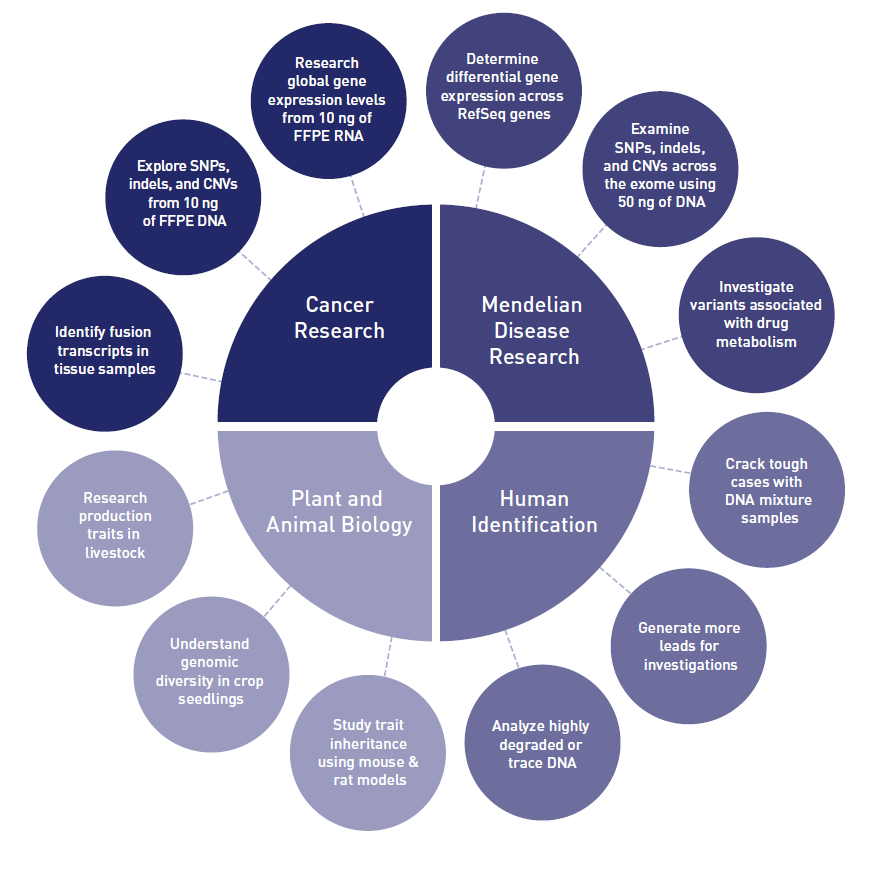 Research
global gene
expression levels
from 10 ng of
FFPE RNA
Determine
differential gene
expression across
RefSeq genes
Examine
SNPs, indels,
and CNVs across
the exome using
50 ng of DNA
Explore SNPs,
indels, and CNVs
from 10 ng
of FFPE DNA
Investigate
variants associated
with drug
metabolism
Identify fusion
transcripts in
tissue samples
Cancer
Research
Mendelian
Disease
Research
Plant and
Animal Biology
Human
Identification
Crack tough
cases with
DNA mixture
samples
Research
production
traits in
livestock
Generate more
leads for
investigations
Understand
genomic
diversity in crop
seedlings
Study trait
inheritance
using mouse &
rat models
Analyze highly
degraded or
trace DNA